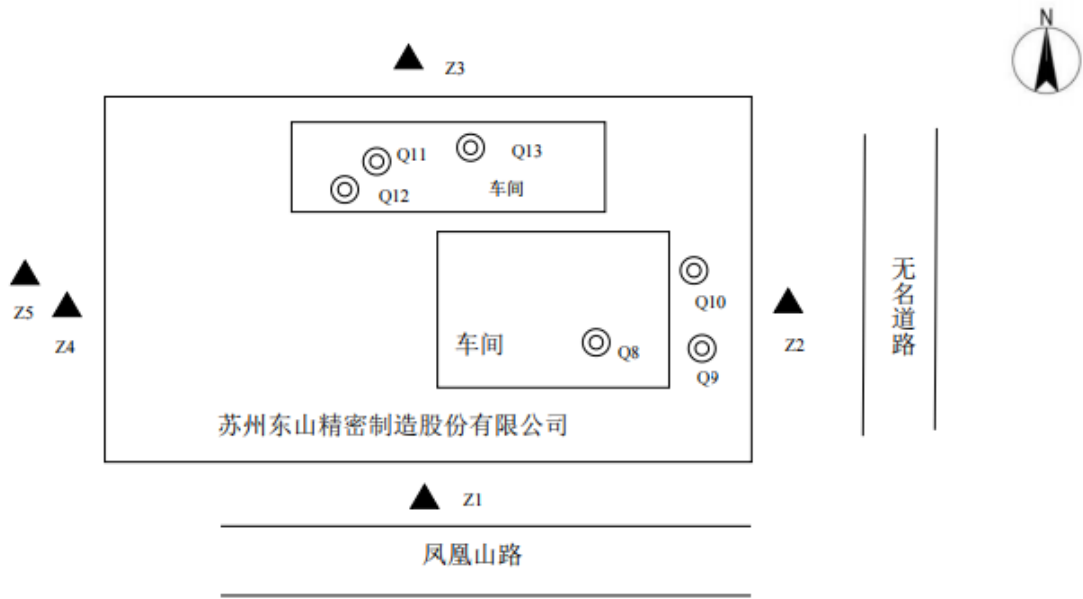 N
Z3
Q11
Q13
Q12
车间
Q10
Z5
Z4
Z2
车间
Q8
Q9
无名道路
苏州东山精密制造股份有限公司
Z1
凤凰山路